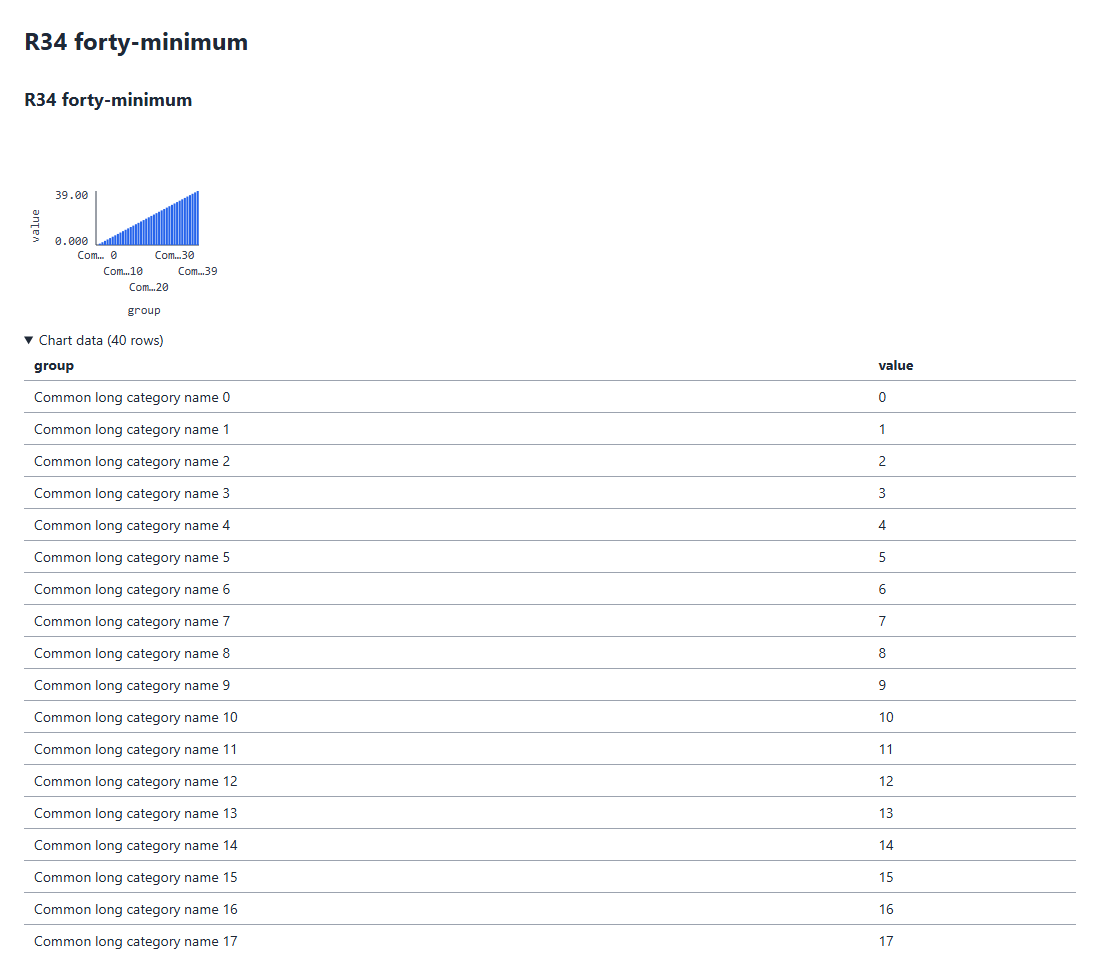 R34 forty-minimum
R34 forty-minimum
39.00
value
0.000
Com… 0 Com…30
Com…10 Com…39
Com…20
group
▼ Chart data (40 rows)
group value
Common long category name 0 0
Common long category name 1 1
Common long category name 2 2
Common long category name 3 3
Common long category name 4 4
Common long category name 5 5
Common long category name 6 6
Common long category name 7 7
Common long category name 8 8
Common long category name 9 9
Common long category name 10 10
Common long category name 11 11
Common long category name 12 12
Common long category name 13 13
Common long category name 14 14
Common long category name 15 15
Common long category name 16 16
Common long category name 17 17